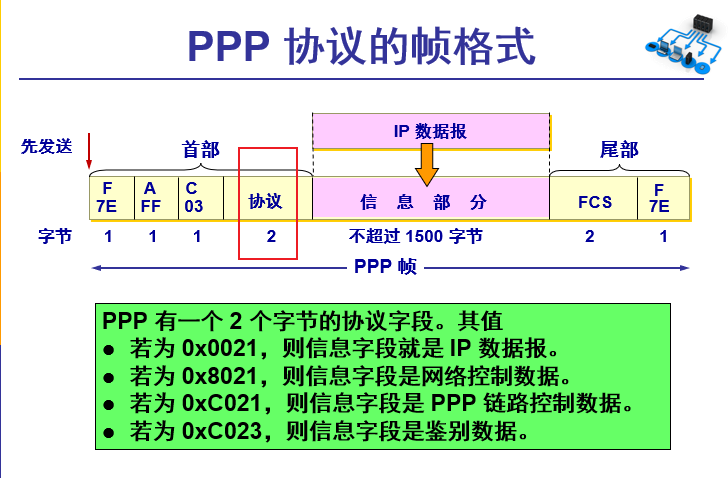 PPP 协议的帧格式
IP 数据报
先发送
首部
尾部
F A C
7E FF 03 协议 信 息 部 分 FCS F 7E
字节 1 1 1 2 不超过 1500 字节 2 1
PPP 帧
PPP 有一个 2 个字节的协议字段。其值
● 若为 0x0021，则信息字段就是 IP 数据报。
● 若为 0x8021，则信息字段是网络控制数据。
● 若为 0xC021，则信息字段是 PPP 链路控制数据。
● 若为 0xC023，则信息字段是鉴别数据。